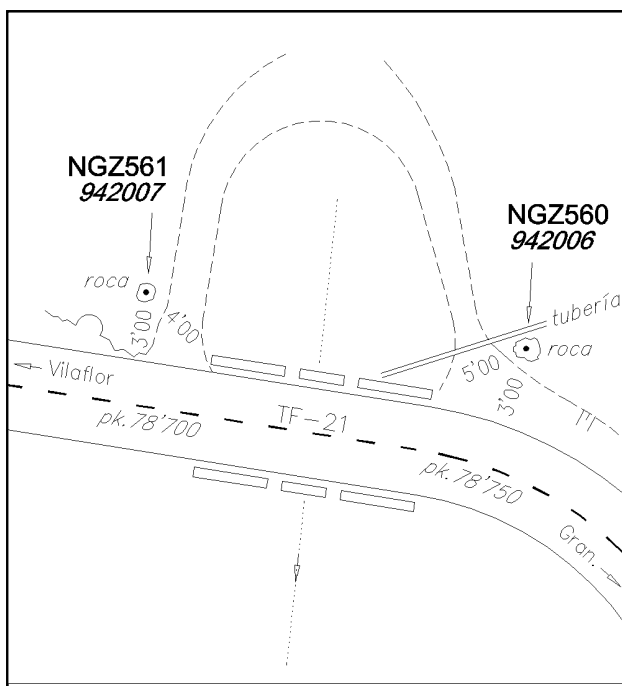 NGZ561
942007
NGZ560
942006
roca
3'00
4'00
tubería
roca
5'00
3'00
Vilaflor
TF-21
pk.78'700
pk.78'750
Gran.